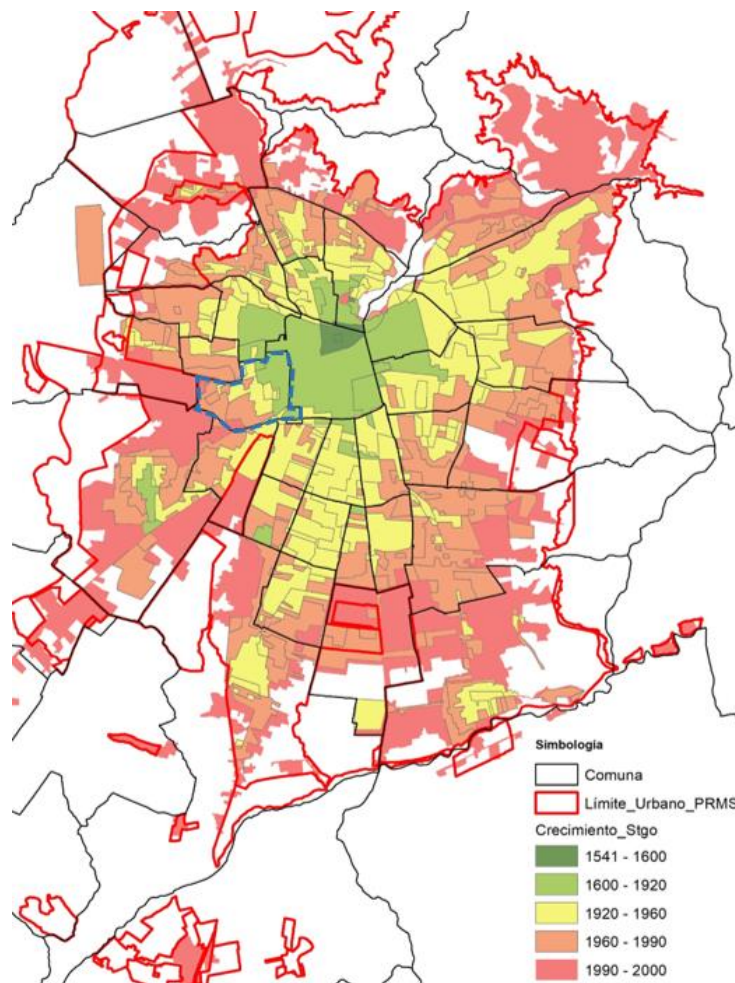 Simbología
Comuna
Límite_Urbano_PRMS
Crecimiento_Stgo
1541 - 1600
1600 - 1920
1920 - 1960
1960 - 1990
1990 - 2000